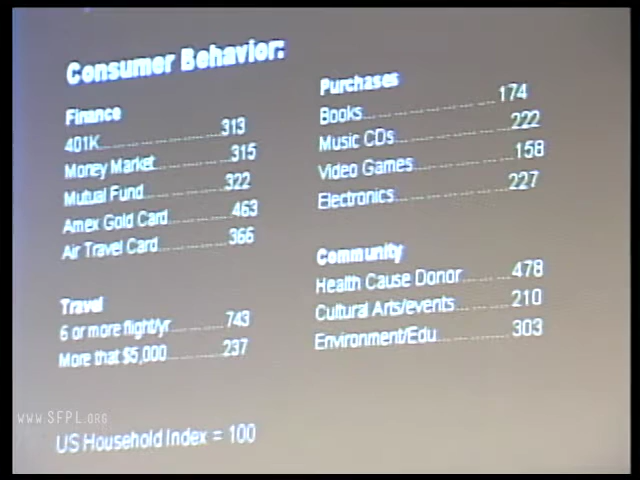 Consumer Behavior:
Finance
401K..........................313
Money Market..............315
Mutual Fund.................322
Amex Gold Card............463
Air Travel Card..............366
Travel
6 or more flight/yr...........743
More that $5,000...........237
Purchases
Books..........................174
Music CDs....................222
Video Games.................158
Electronics...................227
Community
Health Cause Donor........478
Cultural Arts/events.........210
Environment/Edu............303
www.SFPL.org
US Household Index = 100